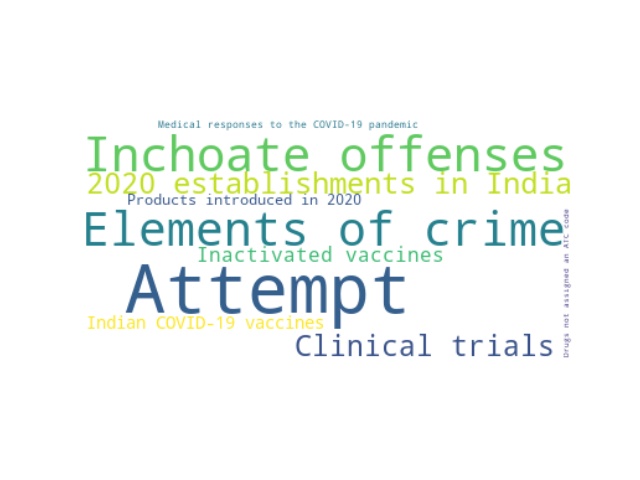 Medical responses to the COVID-19 pandemic
Inchoate offenses
2020 establishments in India
Products introduced in 2020
Elements of crime
Inactivated vaccines
Attempt
Indian COVID-19 vaccines
Clinical trials
Drugs not assigned an ATC code